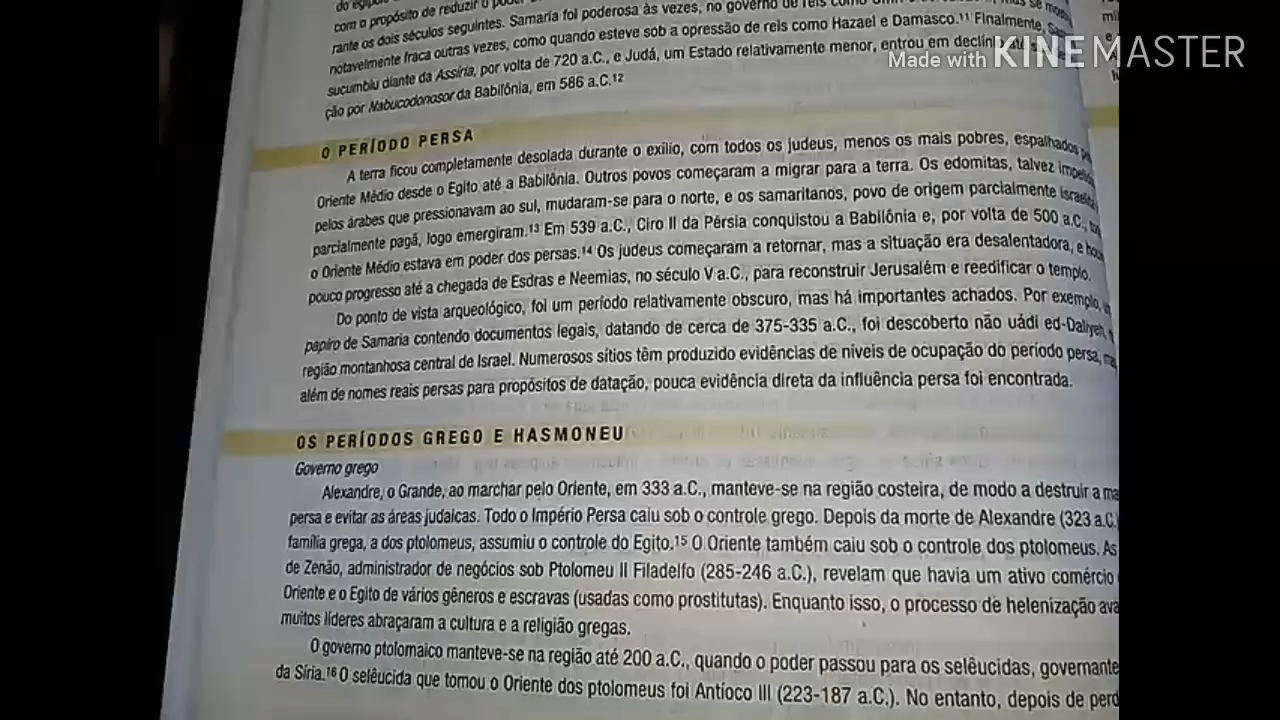 do egípcio
com o propósito de reduzir o poder
rante os dois séculos seguintes. Samaria foi poderosa às vezes, no governo de reis como
notavelmente fraca outras vezes, como quando esteve sob a opressão de reis como Hazael e Damasco.¹¹ Finalmente,
sucumbiu diante da Assíria, por volta de 720 a.C., e Judá, um Estado relativamente menor, entrou em declínio
ção por Nabucodonosor da Babilônia, em 586 a.C.¹²
Made with KINEMASTER
O PERÍODO PERSA
A terra ficou completamente desolada durante o exílio, com todos os judeus, menos os mais pobres, espalhados
Oriente Médio desde o Egito até a Babilônia. Outros povos começaram a migrar para a terra. Os edomitas, talvez
pelos árabes que pressionavam ao sul, mudaram-se para o norte, e os samaritanos, povo de origem parcialmente
parcialmente pagã, logo emergiram.¹³ Em 539 a.C., Ciro II da Pérsia conquistou a Babilônia e, por volta de 500 a.C.,
o Oriente Médio estava em poder dos persas.¹⁴ Os judeus começaram a retornar, mas a situação era desalentadora, e
pouco progresso até a chegada de Esdras e Neemias, no século V a.C., para reconstruir Jerusalém e reedificar o templo.
Do ponto de vista arqueológico, foi um período relativamente obscuro, mas há importantes achados. Por exemplo,
papiro de Samaria contendo documentos legais, datando de cerca de 375-335 a.C., foi descoberto não uádi ed-Daliyeh,
região montanhosa central de Israel. Numerosos sítios têm produzido evidências de níveis de ocupação do período persa,
além de nomes reais persas para propósitos de datação, pouca evidência direta da influência persa foi encontrada.
OS PERÍODOS GREGO E HASMONEU
Governo grego
Alexandre, o Grande, ao marchar pelo Oriente, em 333 a.C., manteve-se na região costeira, de modo a destruir a
persa e evitar as áreas judaicas. Todo o Império Persa caiu sob o controle grego. Depois da morte de Alexandre (323 a.C.
família grega, a dos ptolomeus, assumiu o controle do Egito.¹⁵ O Oriente também caiu sob o controle dos ptolomeus. As
de Zenão, administrador de negócios sob Ptolomeu II Filadelfo (285-246 a.C.), revelam que havia um ativo comércio
Oriente e o Egito de vários gêneros e escravas (usadas como prostitutas). Enquanto isso, o processo de helenização
muitos líderes abraçaram a cultura e a religião gregas.
O governo ptolomaico manteve-se na região até 200 a.C., quando o poder passou para os selêucidas, governante
da Síria.¹⁶ O selêucida que tomou o Oriente dos ptolomeus foi Antíoco III (223-187 a.C.). No entanto, depois de